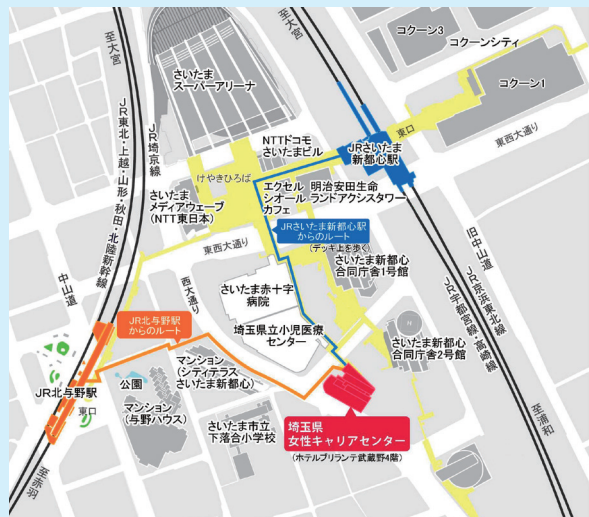 至大宮
至大宮
JR東北・上越・山形・秋田・北陸新幹線
JR埼京線
さいたま
スーパーアリーナ
コクーン3
コクーンシティ
コクーン1
東口
東西大通り
NTTドコモ
さいたまビル
JRさいたま
新都心駅
けやきひろば
さいたま
メディアウェーブ
(NTT東日本)
エクセル
シオール
カフェ
明治安田生命
ランドアクシスタワー
JRさいたま新都心駅
からのルート
(デッキ上を歩く)
東西大通り
西大通り
中山道
旧中山道
さいたま新都心
合同庁舎1号館
さいたま赤十字
病院
埼玉県立小児医療
センター
JR京浜東北線
JR宇都宮線・高崎線
H
さいたま新都心
合同庁舎2号館
JR北与野駅
からのルート
JR北与野駅
東口
公園
マンション
(シティテラス
さいたま新都心)
マンション
(与野ハウス)
さいたま市立
下落合小学校
埼玉県
女性キャリアセンター
(ホテルブリランテ武蔵野4階)
至浦和
至赤羽